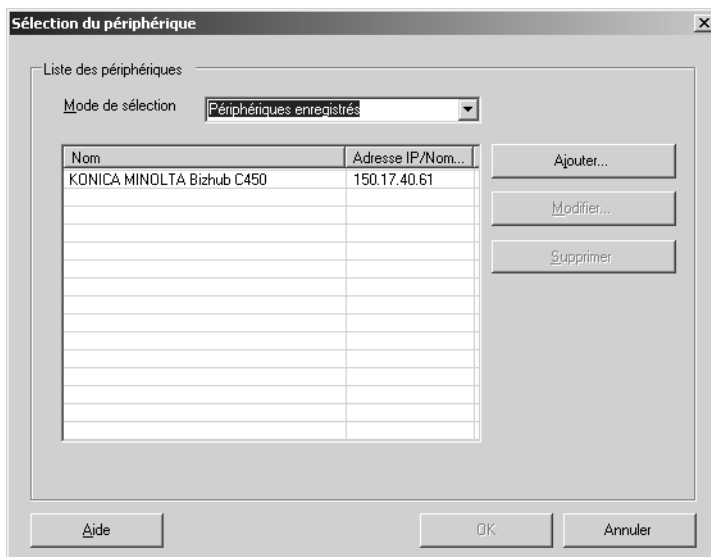 Sélection du périphérique
Liste des périphériques
Mode de sélection Périphériques enregistrés
Nom Adresse IP/Nom... Ajouter...
KONICA MINOLTA Bizhub C450 150.17.40.61
Modifier...
Supprimer
Aide OK Annuler